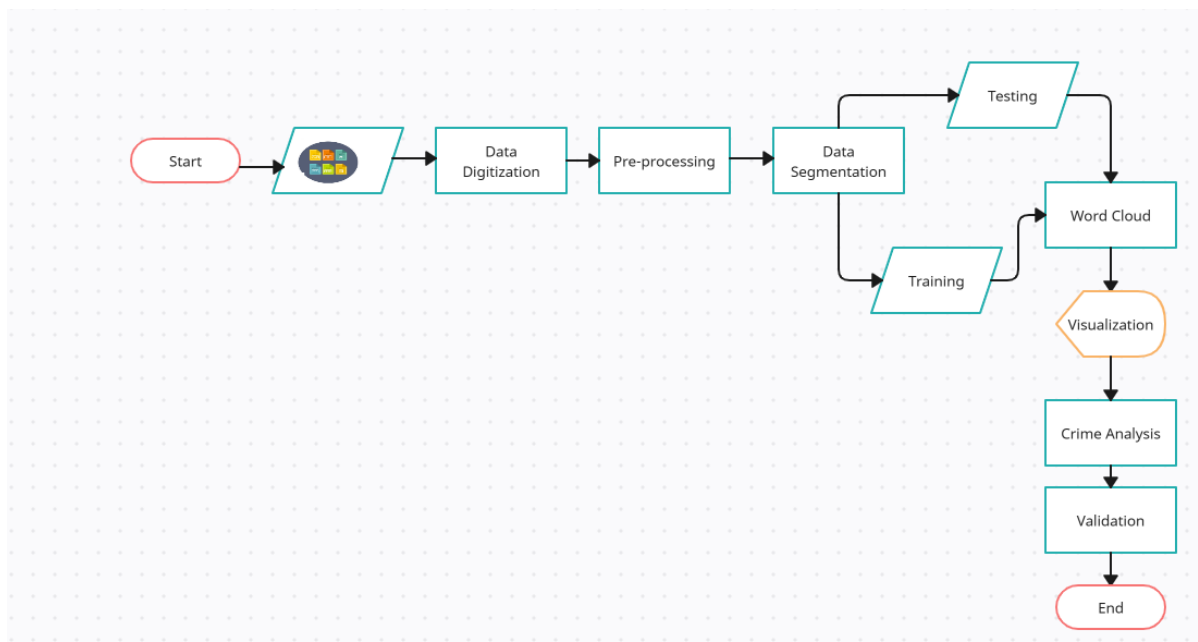 Start
Data
Digitization
Pre-processing
Data
Segmentation
Testing
Training
Word Cloud
Visualization
Crime Analysis
Validation
End